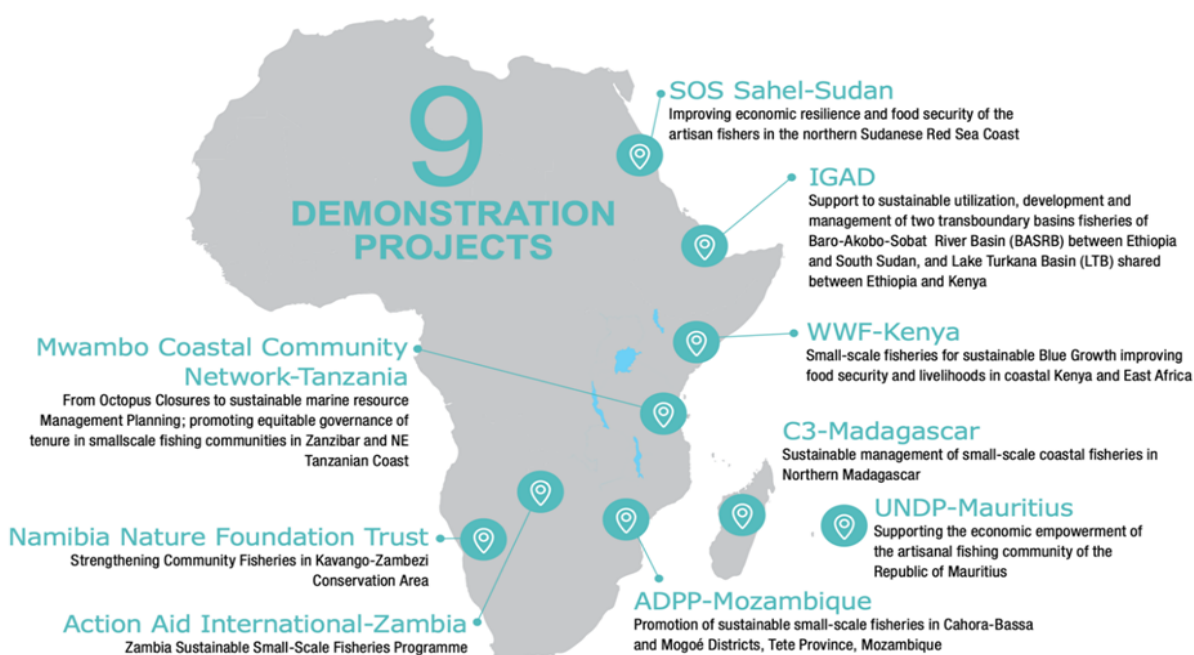 9
DEMONSTRATION
PROJECTS
SOS Sahel-Sudan
Improving economic resilience and food security of the
artisan fishers in the northern Sudanese Red Sea Coast
IGAD
Support to sustainable utilization, development and
management of two transboundary basins fisheries of
Baro-Akobo-Sobat River Basin (BASRB) between Ethiopia
and South Sudan, and Lake Turkana Basin (LTB) shared
between Ethiopia and Kenya
WWF-Kenya
Small-scale fisheries for sustainable Blue Growth improving
food security and livelihoods in coastal Kenya and East Africa
Mwambo Coastal Community
Network-Tanzania
From Octopus Closures to sustainable marine resource
Management Planning; promoting equitable governance of
tenure in smallscale fishing communities in Zanzibar and NE
Tanzanian Coast
C3-Madagascar
Sustainable management of small-scale coastal fisheries in
Northern Madagascar
UNDP-Mauritius
Supporting the economic empowerment of
the artisanal fishing community of the
Republic of Mauritius
Namibia Nature Foundation Trust
Strengthening Community Fisheries in Kavango-Zambezi
Conservation Area
Action Aid International-Zambia
Zambia Sustainable Small-Scale Fisheries Programme
ADPP-Mozambique
Promotion of sustainable small-scale fisheries in Cahora-Bassa
and Mogoé Districts, Tete Province, Mozambique